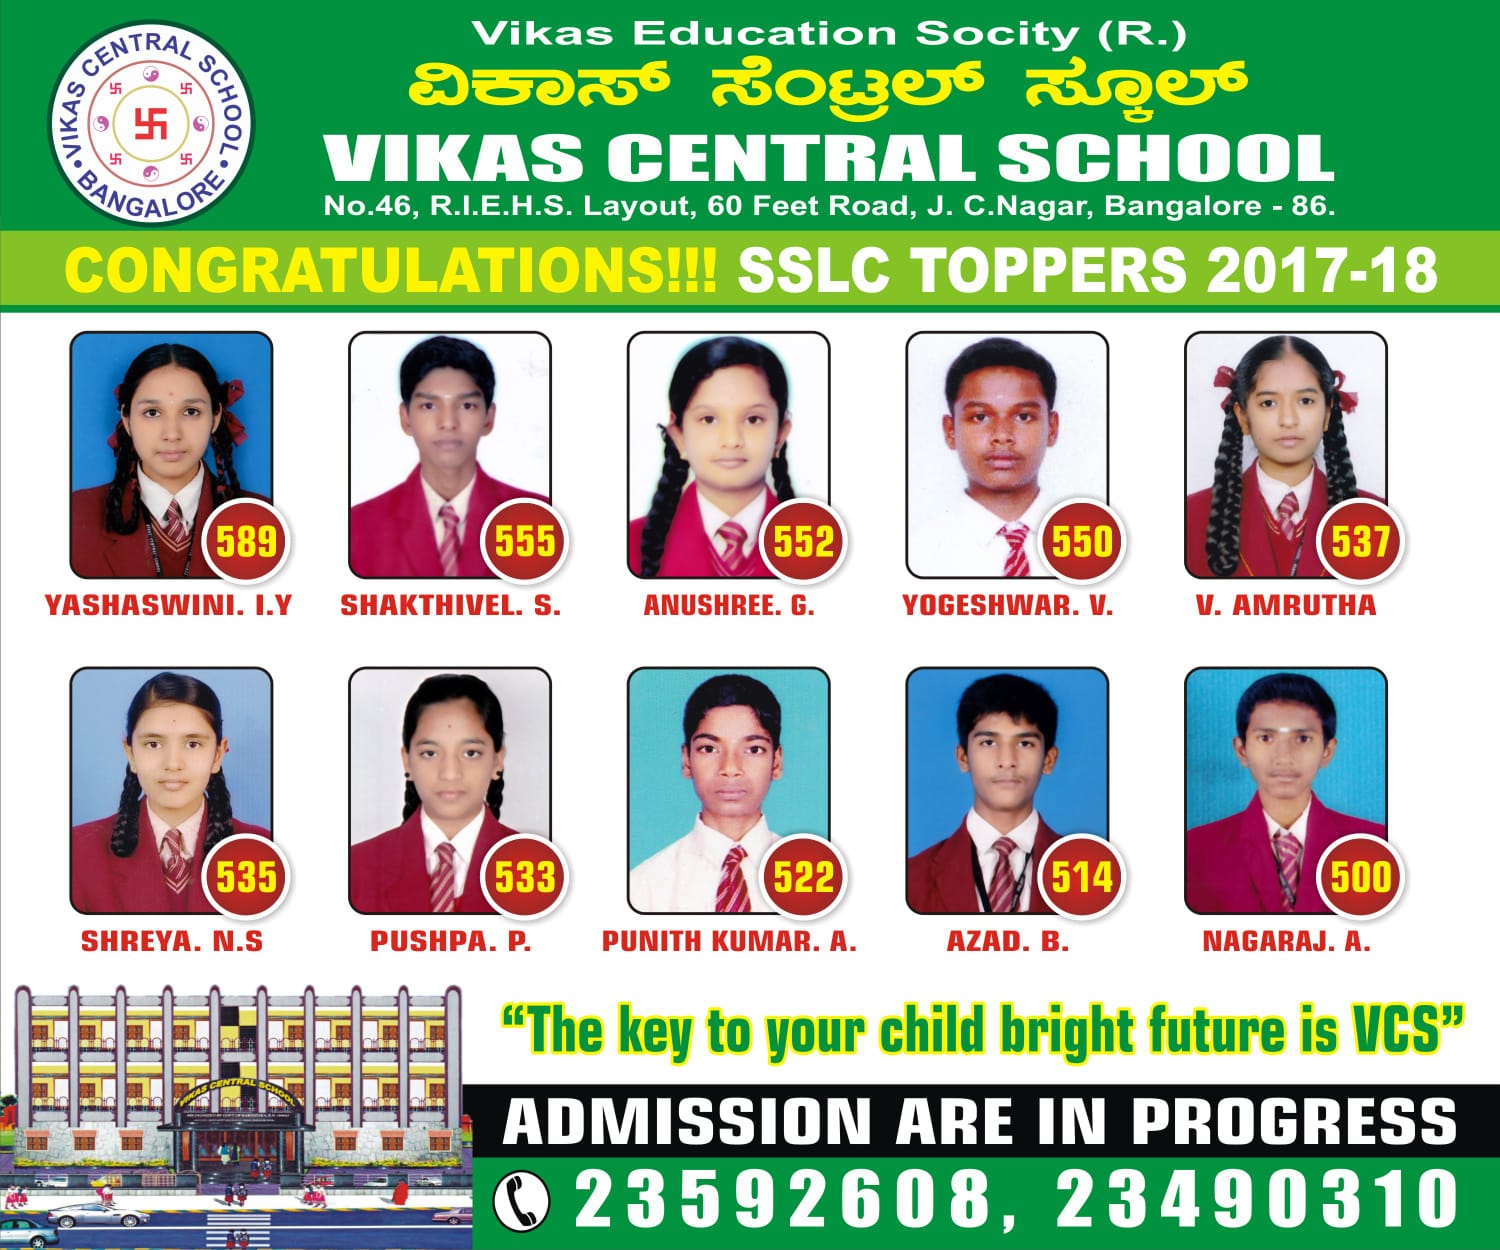 Vikas Education Socity (R.)
ವಿಕಾಸ್ ಸೆಂಟ್ರಲ್ ಸ್ಕೂಲ್
VIKAS CENTRAL SCHOOL
No.46, R.I.E.H.S. Layout, 60 Feet Road, J. C.Nagar, Bangalore - 86.
VIKAS CENTRAL SCHOOL
BANGALORE
CONGRATULATIONS!!! SSLC TOPPERS 2017-18
589 555 552 550 537
YASHASWINI. I.Y SHAKTHIVEL. S. ANUSHREE. G. YOGESHWAR. V. V. AMRUTHA
535 533 522 514 500
SHREYA. N.S PUSHPA. P. PUNITH KUMAR. A. AZAD. B. NAGARAJ. A.
“The key to your child bright future is VCS”
VIKAS CENTRAL SCHOOL
ADMISSION ARE IN PROGRESS
23592608, 23490310